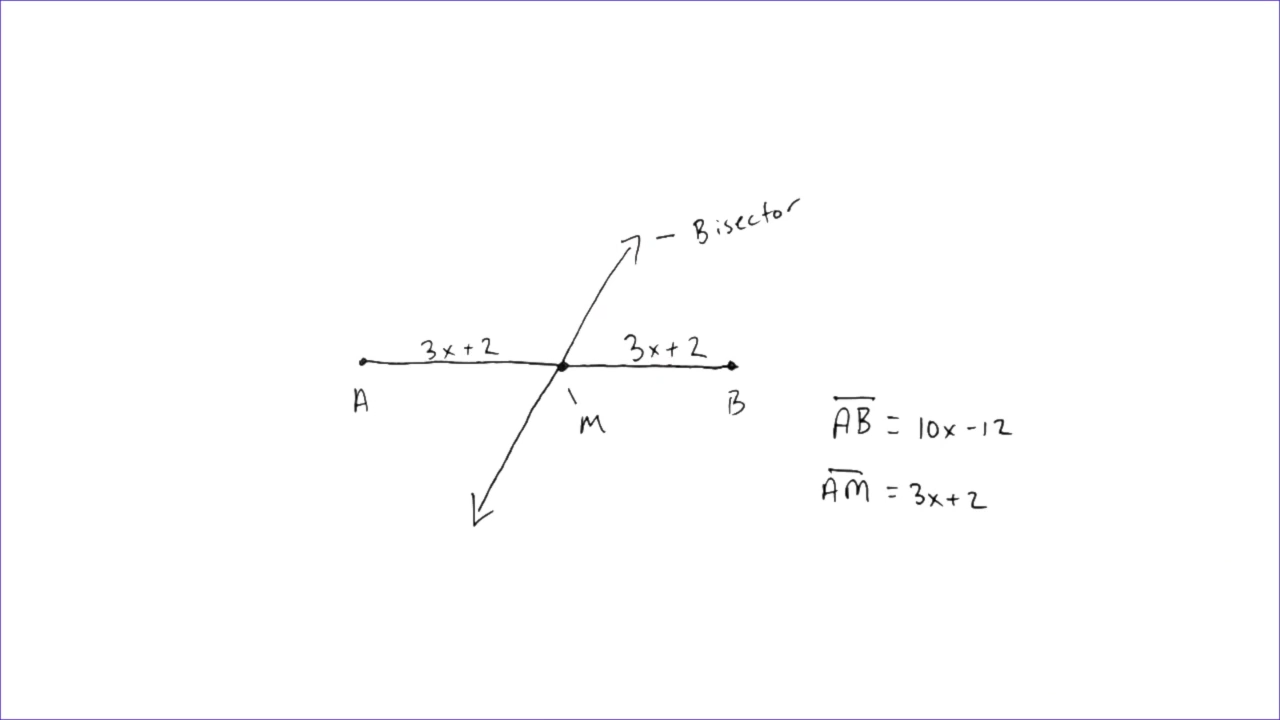 - Bisector
3x+2 3x+2
A M B
AB = 10x-12
AM = 3x+2